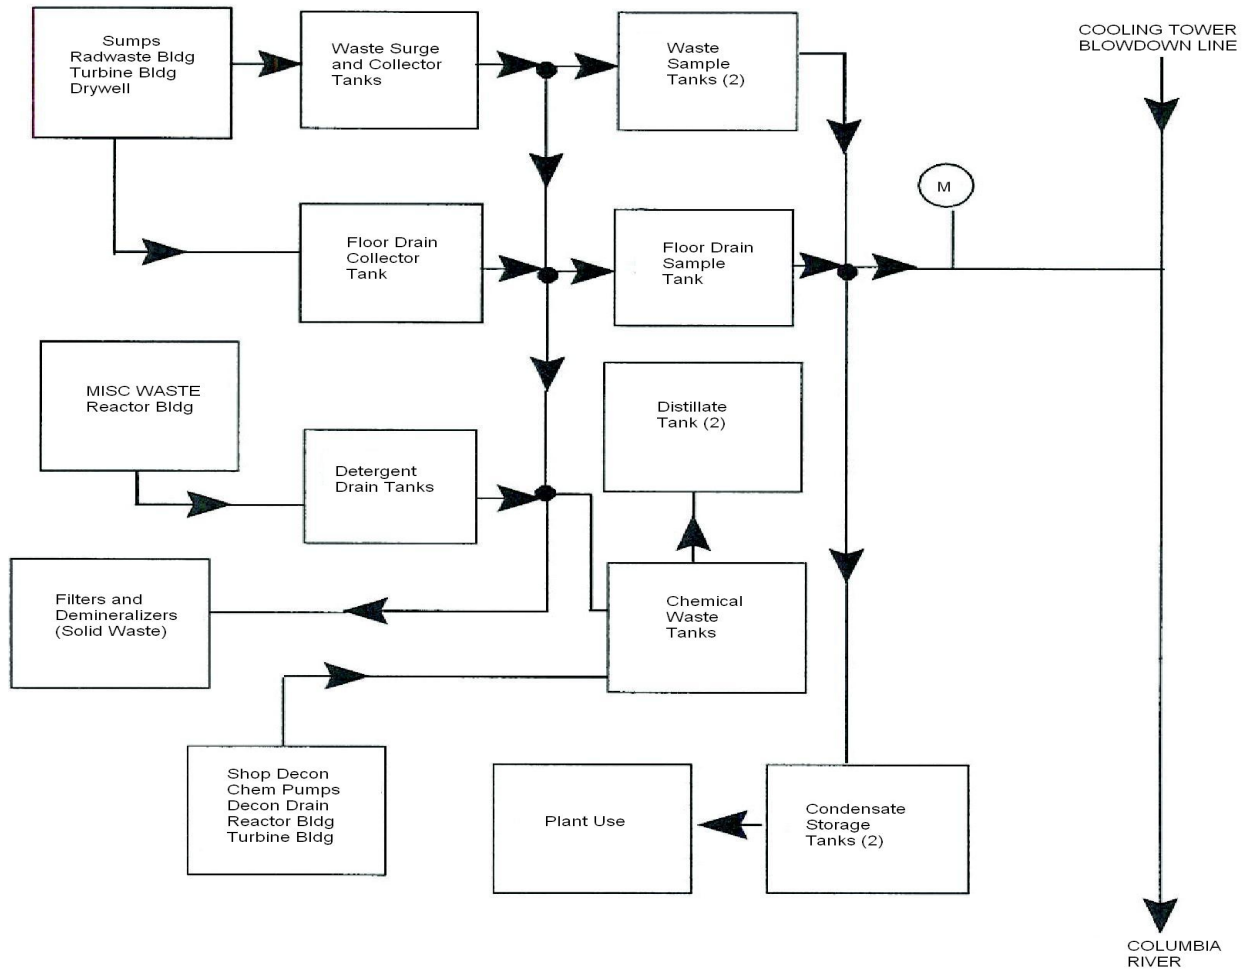 Sumps
Radwaste Bldg
Turbine Bldg
Drywell
Waste Surge
and Collector
Tanks
Waste
Sample
Tanks (2)
COOLING TOWER
BLOWDOWN LINE
M
Floor Drain
Collector
Tank
Floor Drain
Sample
Tank
MISC WASTE
Reactor Bldg
Distillate
Tank (2)
Detergent
Drain Tanks
Filters and
Demineralizers
(Solid Waste)
Chemical
Waste
Tanks
Shop Decon
Chem Pumps
Decon Drain
Reactor Bldg
Turbine Bldg
Plant Use
Condensate
Storage
Tanks (2)
COLUMBIA
RIVER